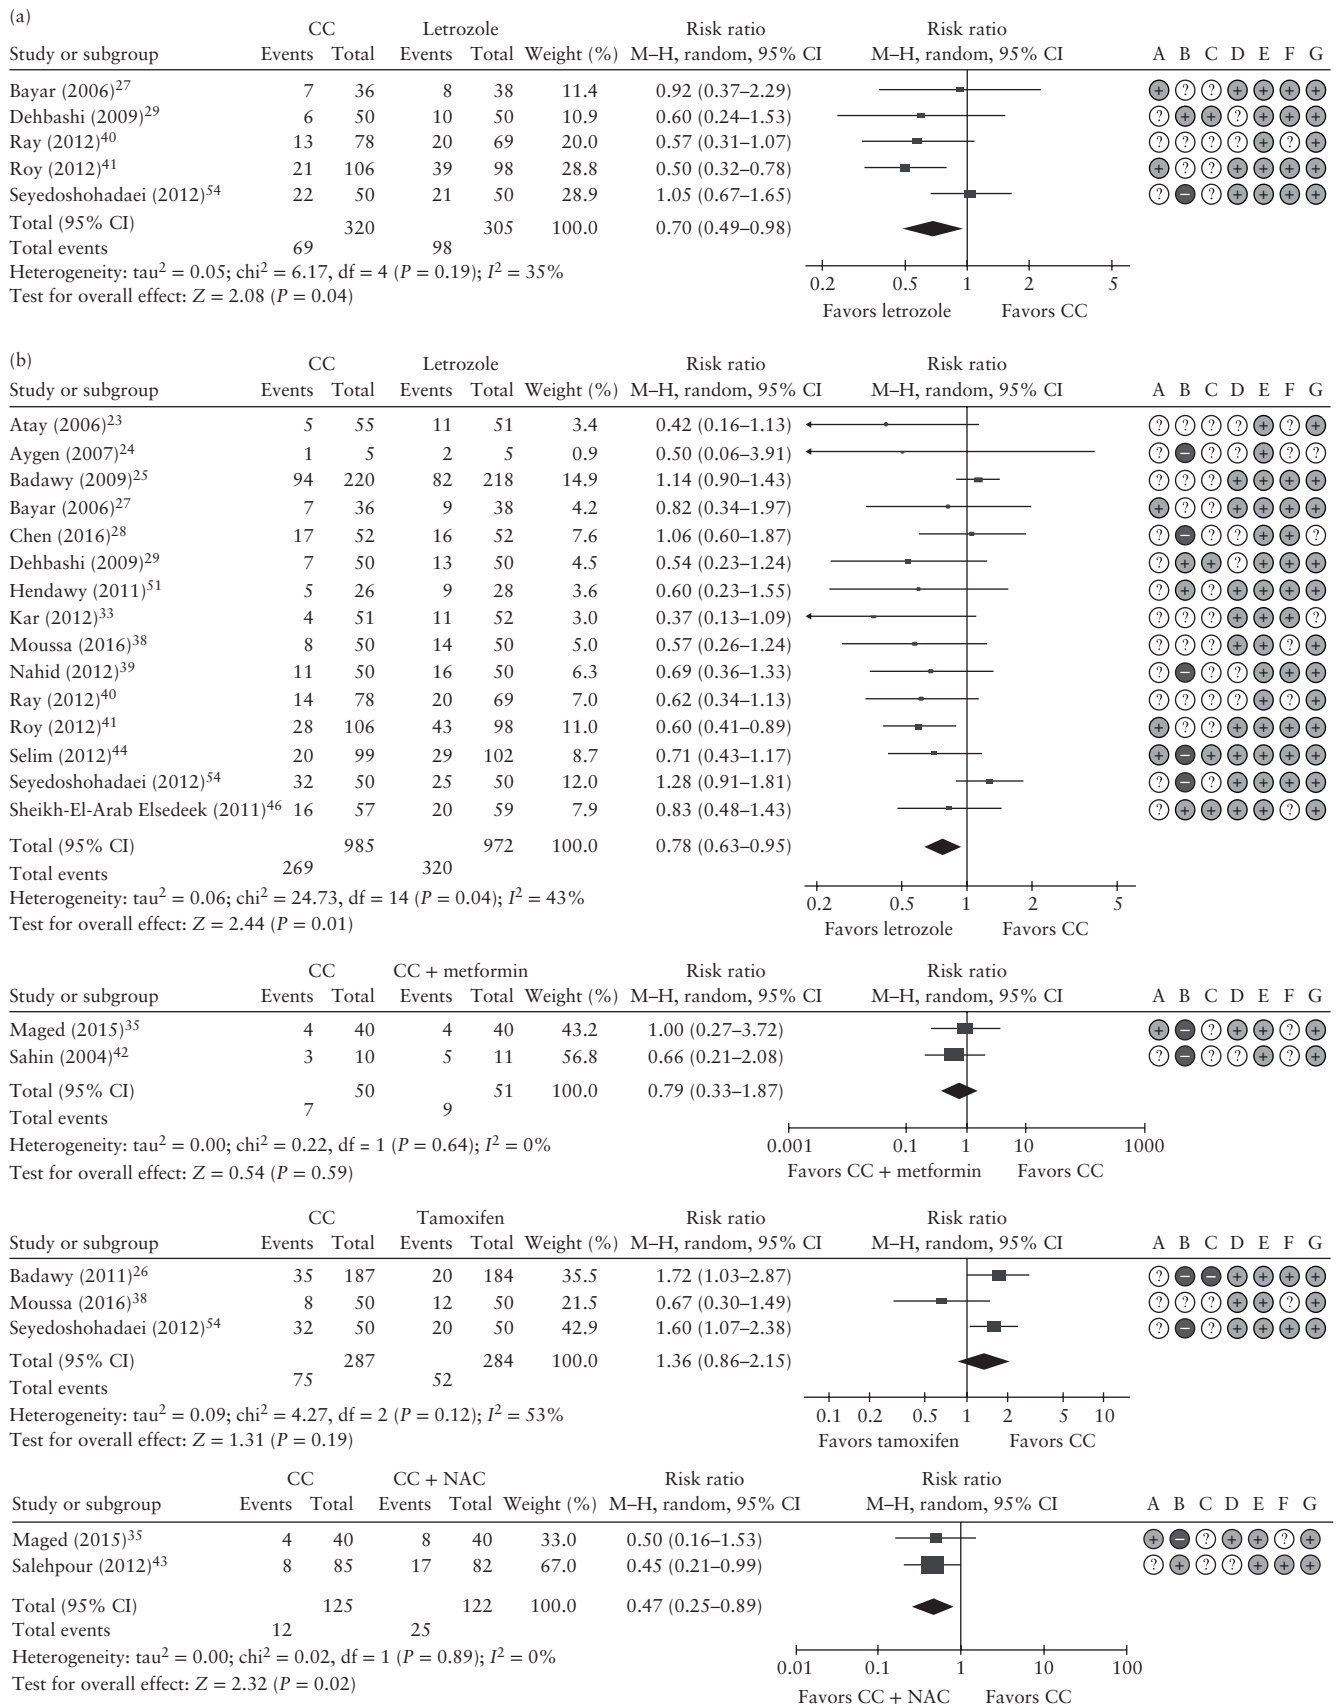 (a)
CC Letrozole Risk ratio Risk ratio
Study or subgroup Events Total Events Total Weight (%) M–H, random, 95% CI M–H, random, 95% CI A B C D E F G
Bayar (2006)27 7 36 8 38 11.4 0.92 (0.37–2.29) + ? ? + + + +
Dehbashi (2009)29 6 50 10 50 10.9 0.60 (0.24–1.53) ? + + ? + + +
Ray (2012)40 13 78 20 69 20.0 0.57 (0.31–1.07) ? ? ? ? + ? +
Roy (2012)41 21 106 39 98 28.8 0.50 (0.32–0.78) + ? ? + + + +
Seyedoshohadaei (2012)54 22 50 21 50 28.9 1.05 (0.67–1.65) ? − ? + + + +
Total (95% CI) 320 305 100.0 0.70 (0.49–0.98)
Total events 69 98
Heterogeneity: tau2 = 0.05; chi2 = 6.17, df = 4 (P = 0.19); I2 = 35%
Test for overall effect: Z = 2.08 (P = 0.04)
0.2 0.5 1 2 5
Favors letrozole Favors CC
(b)
CC Letrozole Risk ratio Risk ratio
Study or subgroup Events Total Events Total Weight (%) M–H, random, 95% CI M–H, random, 95% CI A B C D E F G
Atay (2006)23 5 55 11 51 3.4 0.42 (0.16–1.13) ? ? ? ? + ? +
Aygen (2007)24 1 5 2 5 0.9 0.50 (0.06–3.91) ? − ? ? + ? ?
Badawy (2009)25 94 220 82 218 14.9 1.14 (0.90–1.43) ? ? ? + + + +
Bayar (2006)27 7 36 9 38 4.2 0.82 (0.34–1.97) + ? ? + + + +
Chen (2016)28 17 52 16 52 7.6 1.06 (0.60–1.87) ? − ? ? + + ?
Dehbashi (2009)29 7 50 13 50 4.5 0.54 (0.23–1.24) ? + + ? + + +
Hendawy (2011)51 5 26 9 28 3.6 0.60 (0.23–1.55) ? + ? + + + +
Kar (2012)33 4 51 11 52 3.0 0.37 (0.13–1.09) ? ? ? + + + ?
Moussa (2016)38 8 50 14 50 5.0 0.57 (0.26–1.24) ? ? ? + + ? +
Nahid (2012)39 11 50 16 50 6.3 0.69 (0.36–1.33) ? − ? ? + + +
Ray (2012)40 14 78 20 69 7.0 0.62 (0.34–1.13) ? ? ? ? + ? +
Roy (2012)41 28 106 43 98 11.0 0.60 (0.41–0.89) + ? ? + + + +
Selim (2012)44 20 99 29 102 8.7 0.71 (0.43–1.17) + − + + + + +
Seyedoshohadaei (2012)54 32 50 25 50 12.0 1.28 (0.91–1.81) ? − ? + + + +
Sheikh-El-Arab Elsedeek (2011)46 16 57 20 59 7.9 0.83 (0.48–1.43) ? + + + + ? +
Total (95% CI) 985 972 100.0 0.78 (0.63–0.95)
Total events 269 320
Heterogeneity: tau2 = 0.06; chi2 = 24.73, df = 14 (P = 0.04); I2 = 43%
Test for overall effect: Z = 2.44 (P = 0.01)
0.2 0.5 1 2 5
Favors letrozole Favors CC
CC CC + metformin Risk ratio Risk ratio
Study or subgroup Events Total Events Total Weight (%) M–H, random, 95% CI M–H, random, 95% CI A B C D E F G
Maged (2015)35 4 40 4 40 43.2 1.00 (0.27–3.72) + − ? + + ? +
Sahin (2004)42 3 10 5 11 56.8 0.66 (0.21–2.08) ? − ? ? + ? +
Total (95% CI) 50 51 100.0 0.79 (0.33–1.87)
Total events 7 9
Heterogeneity: tau2 = 0.00; chi2 = 0.22, df = 1 (P = 0.64); I2 = 0%
Test for overall effect: Z = 0.54 (P = 0.59)
0.001 0.1 1 10 1000
Favors CC + metformin Favors CC
CC Tamoxifen Risk ratio Risk ratio
Study or subgroup Events Total Events Total Weight (%) M–H, random, 95% CI M–H, random, 95% CI A B C D E F G
Badawy (2011)26 35 187 20 184 35.5 1.72 (1.03–2.87) ? − − + + + +
Moussa (2016)38 8 50 12 50 21.5 0.67 (0.30–1.49) ? ? ? + + ? +
Seyedoshohadaei (2012)54 32 50 20 50 42.9 1.60 (1.07–2.38) ? − ? + + + +
Total (95% CI) 287 284 100.0 1.36 (0.86–2.15)
Total events 75 52
Heterogeneity: tau2 = 0.09; chi2 = 4.27, df = 2 (P = 0.12); I2 = 53%
Test for overall effect: Z = 1.31 (P = 0.19)
0.1 0.2 0.5 1 2 5 10
Favors tamoxifen Favors CC
CC CC + NAC Risk ratio Risk ratio
Study or subgroup Events Total Events Total Weight (%) M–H, random, 95% CI M–H, random, 95% CI A B C D E F G
Maged (2015)35 4 40 8 40 33.0 0.50 (0.16–1.53) + − ? + + ? +
Salehpour (2012)43 8 85 17 82 67.0 0.45 (0.21–0.99) ? + ? ? + + +
Total (95% CI) 125 122 100.0 0.47 (0.25–0.89)
Total events 12 25
Heterogeneity: tau2 = 0.00; chi2 = 0.02, df = 1 (P = 0.89); I2 = 0%
Test for overall effect: Z = 2.32 (P = 0.02)
0.01 0.1 1 10 100
Favors CC + NAC Favors CC